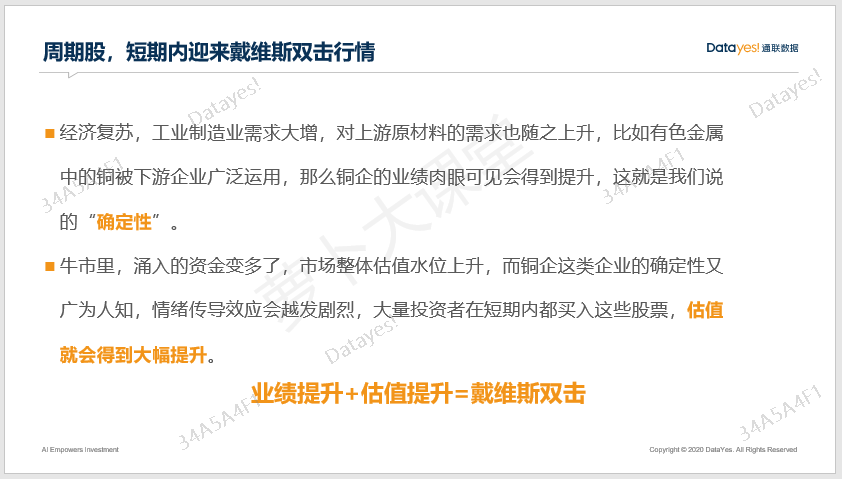 周期股，短期内迎来戴维斯双击行情
Datayes! 通联数据
Datayes!
Datayes!
经济复苏，工业制造业需求大增，对上游原材料的需求也随之上升，比如有色金属
中的铜被下游企业广泛运用，那么铜企的业绩肉眼可见会得到提升，这就是我们说
的“确定性”。
34A5A4F1
34A5A4F1
萝卜大课堂
牛市里，涌入的资金变多了，市场整体估值水位上升，而铜企这类企业的确定性又
广为人知，情绪传导效应会越发剧烈，大量投资者在短期内都买入这些股票，估值
就会得到大幅提升。
Datayes!
业绩提升+估值提升=戴维斯双击
34A5A4F1
34A5A4F1
AI Empowers Investment
Copyright © 2020 DataYes. All Rights Reserved